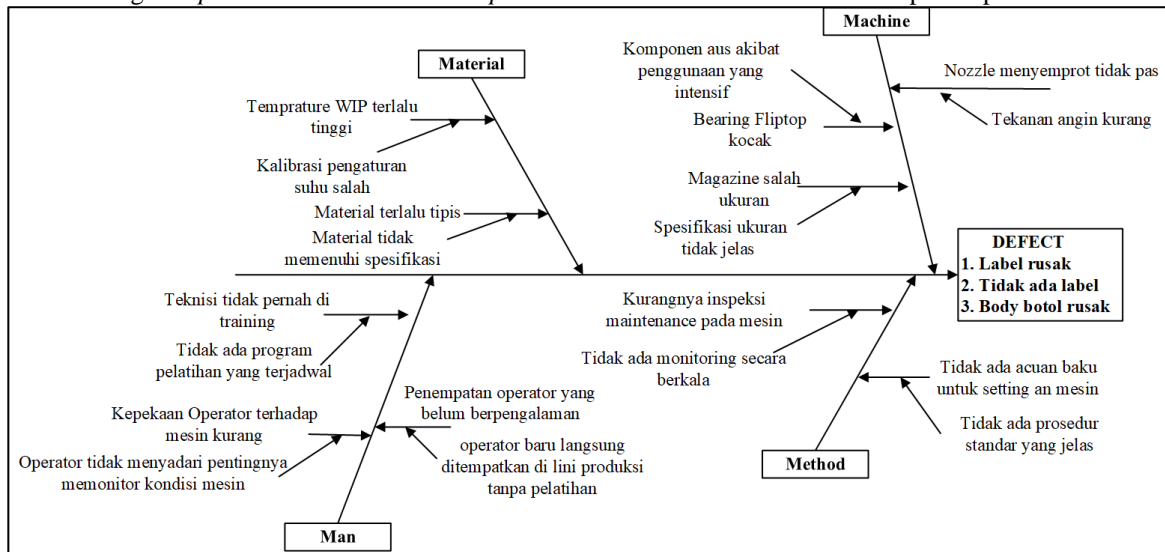 Machine
Material
Komponen aus akibat
penggunaan yang
intensif
Nozzle menyemprot tidak pas
Tekanan angin kurang
Temprature WIP terlalu
tinggi
Bearing Fliptop
kocak
Kalibrasi pengaturan
suhu salah
Magazine salah
ukuran
Material terlalu tipis
Spesifikasi ukuran
tidak jelas
Material tidak
memenuhi spesifikasi
DEFECT
1. Label rusak
2. Tidak ada label
3. Body botol rusak
Teknisi tidak pernah di
training
Kurangnya inspeksi
maintenance pada mesin
Tidak ada program
pelatihan yang terjadwal
Tidak ada monitoring secara
berkala
Tidak ada acuan baku
untuk setting an mesin
Penempatan operator yang
belum berpengalaman
Kepekaan Operator terhadap
mesin kurang
Tidak ada prosedur
standar yang jelas
operator baru langsung
ditempatkan di lini produksi
tanpa pelatihan
Operator tidak menyadari pentingnya
memonitor kondisi mesin
Method
Man